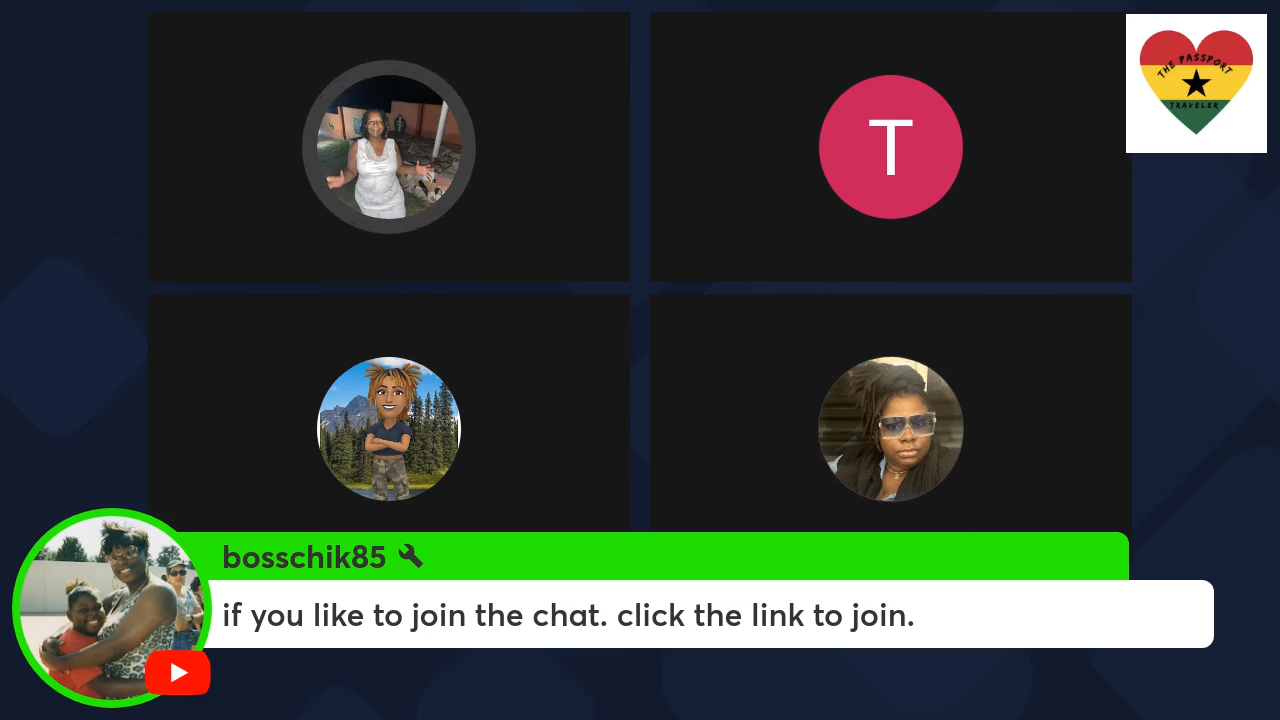 T
THE PASSPORT
TRAVELER
bosschik85
if you like to join the chat. click the link to join.